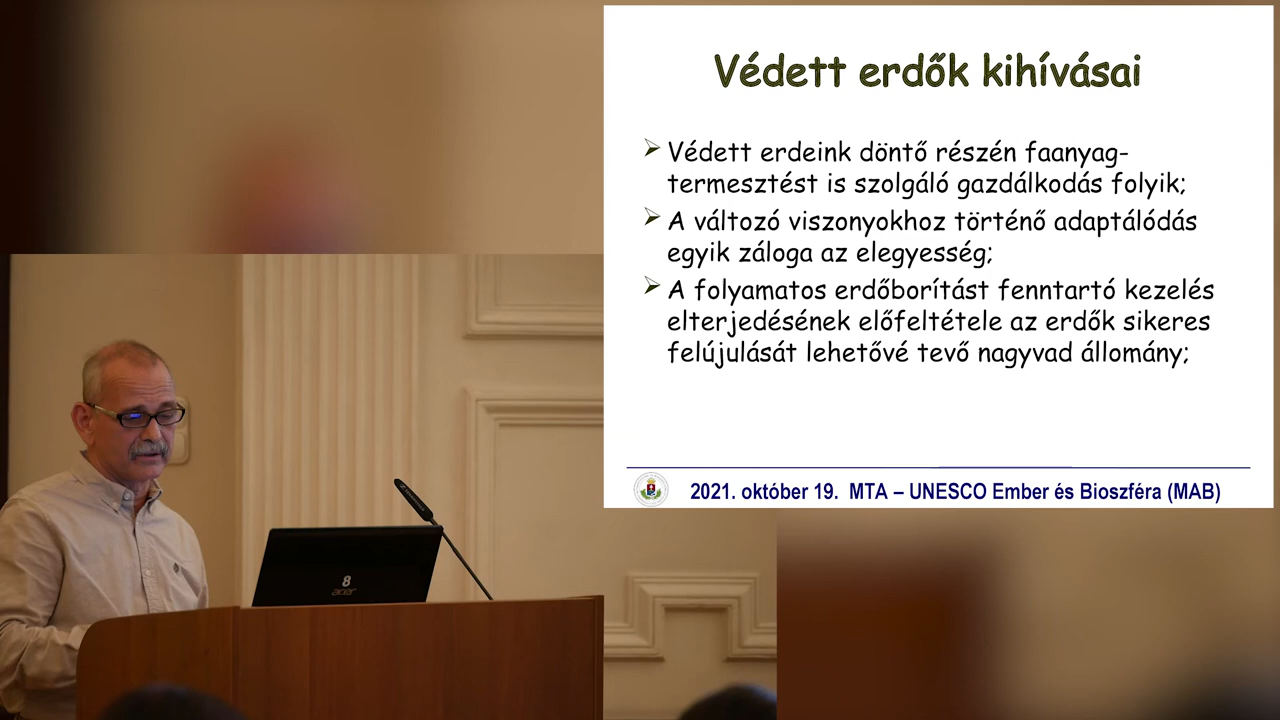 Védett erdők kihívásai
Védett erdeink döntő részén faanyag-
termesztést is szolgáló gazdálkodás folyik;
A változó viszonyokhoz történő adaptálódás
egyik záloga az elegyesség;
A folyamatos erdőborítást fenntartó kezelés
elterjedésének előfeltétele az erdők sikeres
felújulását lehetővé tevő nagyvad állomány;
2021. október 19. MTA – UNESCO Ember és Bioszféra (MAB)
8
acer